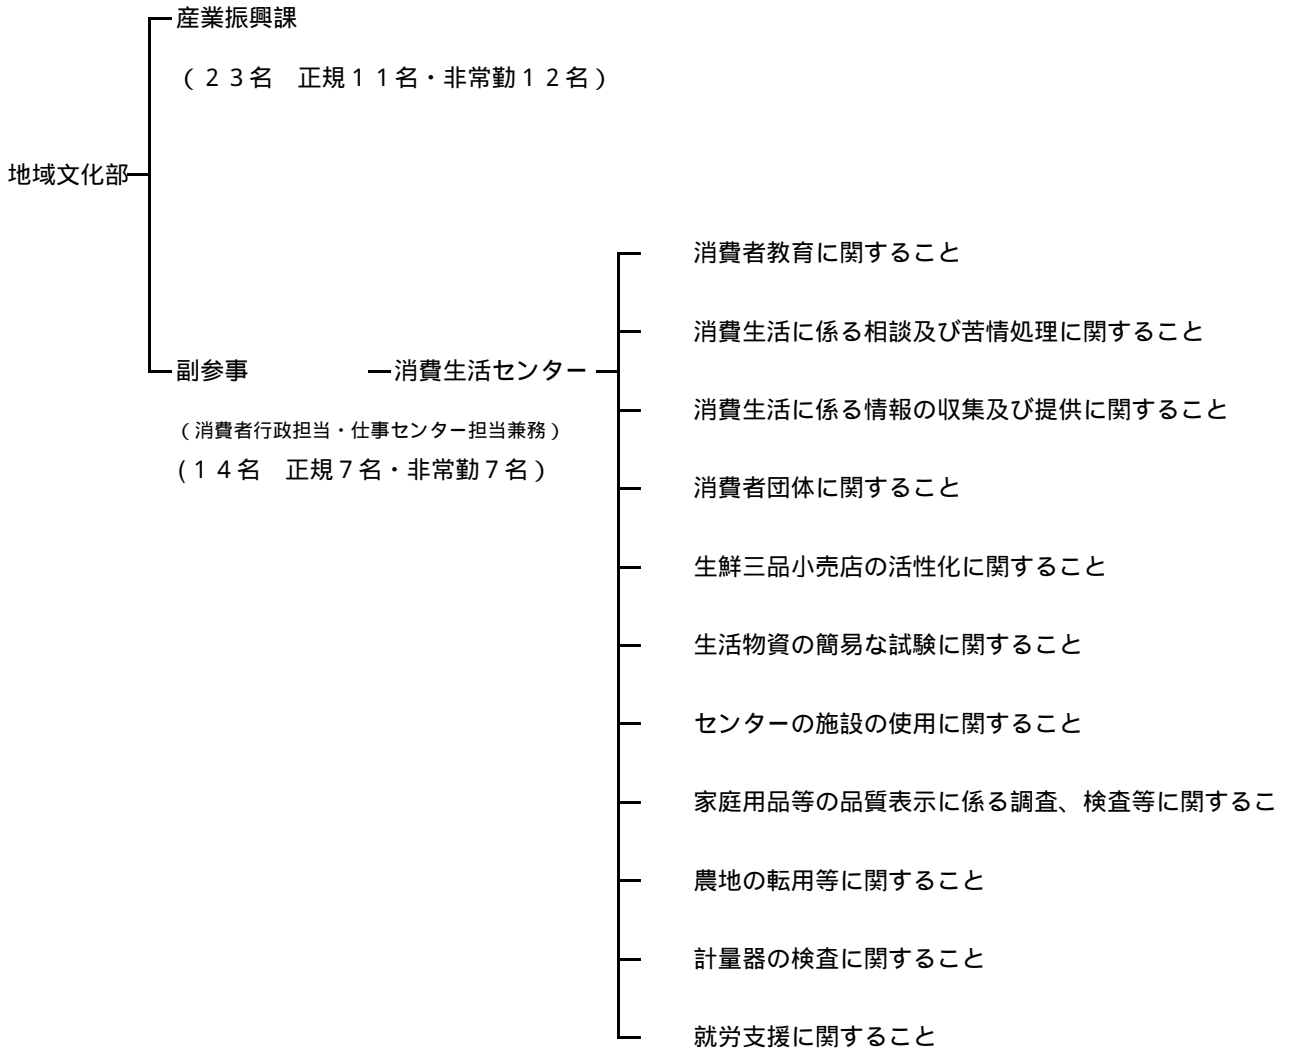 産業振興課
（２３名　正規１１名・非常勤１２名）
地域文化部
消費者教育に関すること
消費生活に係る相談及び苦情処理に関すること
副参事　消費生活センター
消費生活に係る情報の収集及び提供に関すること
（消費者行政担当・仕事センター担当兼務）
（１４名　正規７名・非常勤７名）
消費者団体に関すること
生鮮三品小売店の活性化に関すること
生活物資の簡易な試験に関すること
センターの施設の使用に関すること
家庭用品等の品質表示に係る調査、検査等に関するこ
農地の転用等に関すること
計量器の検査に関すること
就労支援に関すること